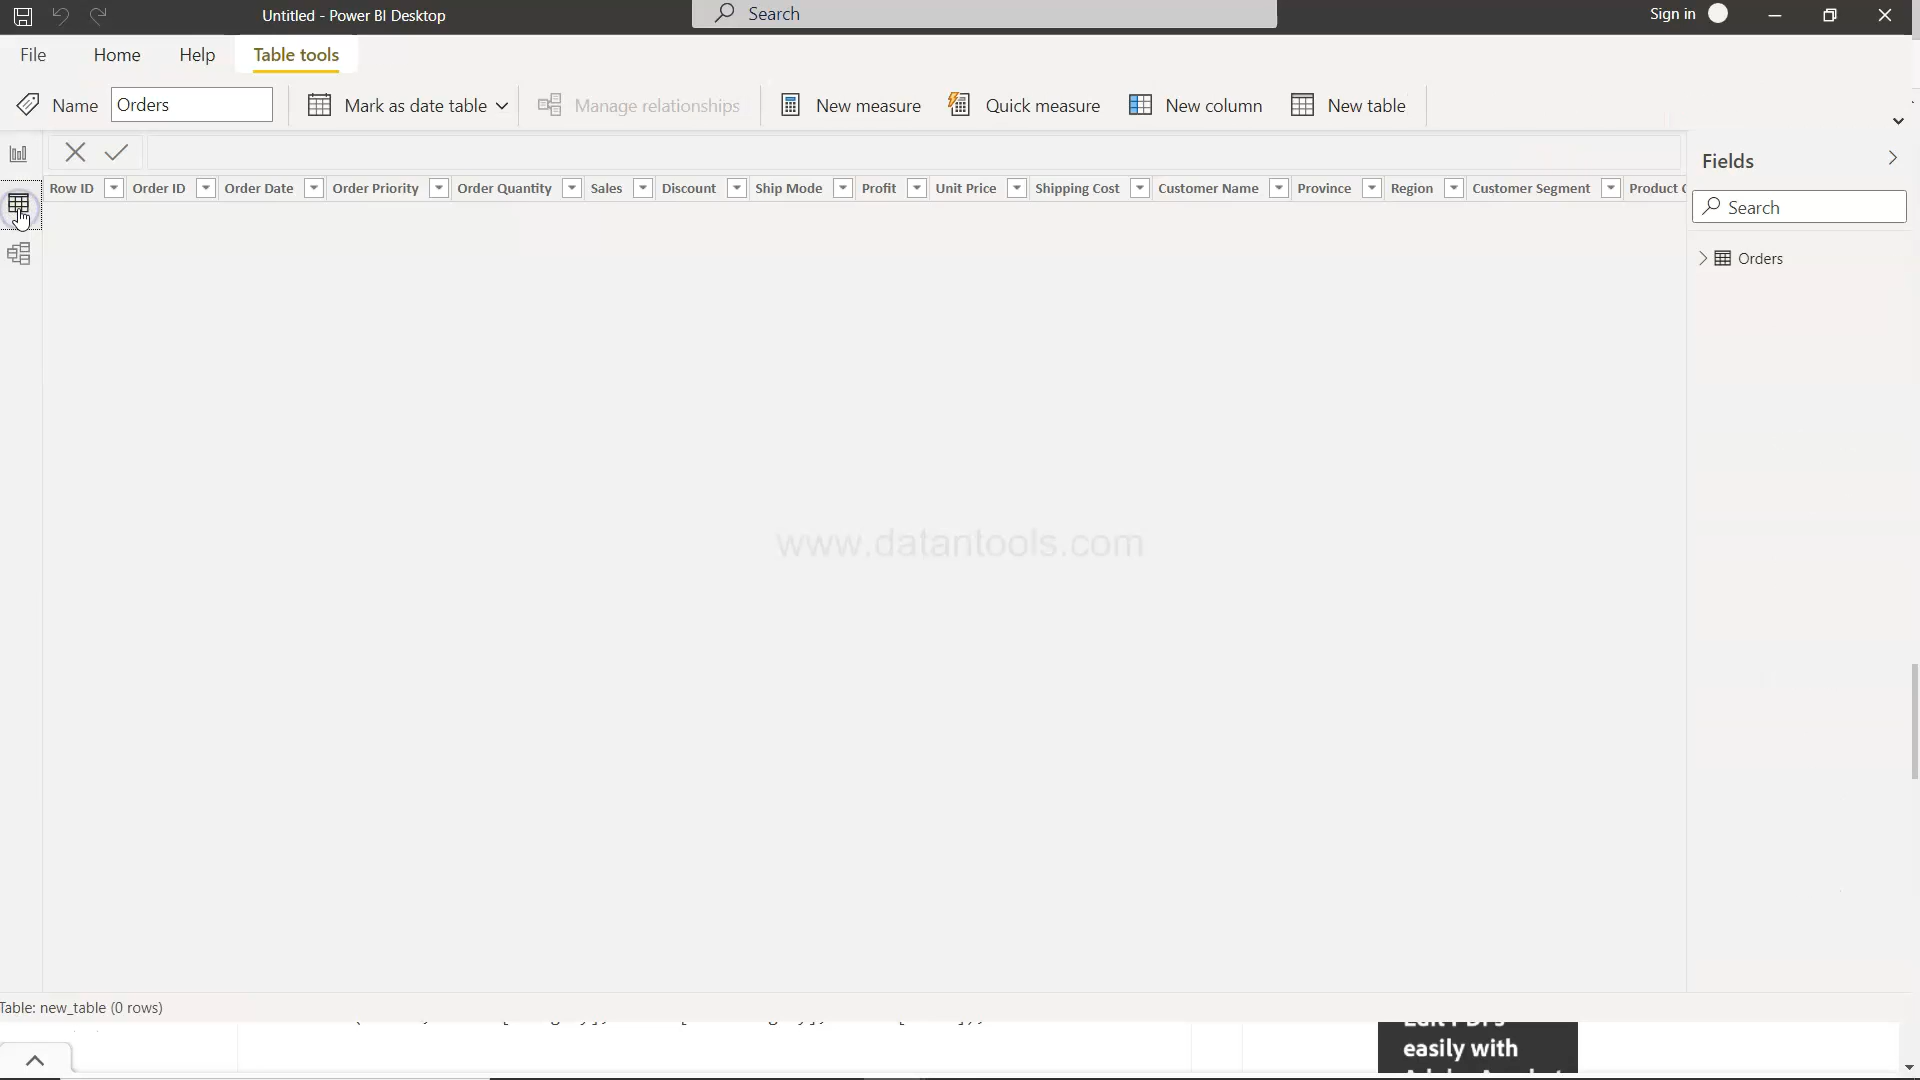 Untitled - Power BI Desktop
Search
Sign in
File Home Help Table tools
Name Orders Mark as date table Manage relationships New measure Quick measure New column New table
Fields
Row ID Order ID Order Date Order Priority Order Quantity Sales Discount Ship Mode Profit Unit Price Shipping Cost Customer Name Province Region Customer Segment Product
Search
Orders
www.datantools.com
Table: new_table (0 rows)
easily with